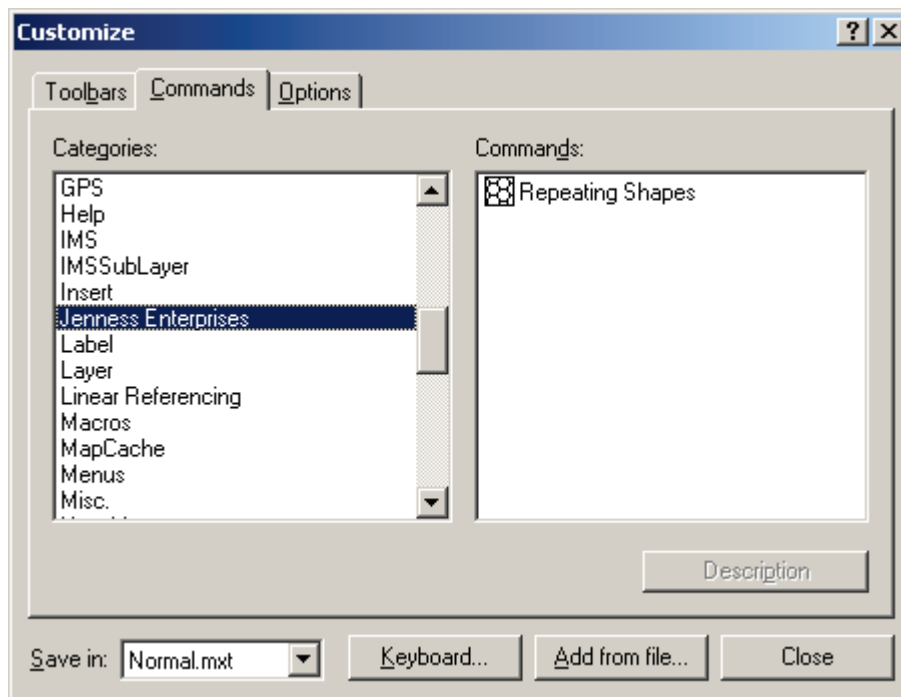 Customize
Toolbars Commands Options
Categories: Commands:
GPS
Help
IMS
IMSSubLayer
Insert
Jenness Enterprises
Label
Layer
Linear Referencing
Macros
MapCache
Menus
Misc.
Repeating Shapes
Description
Save in: Normal.mxt Keyboard... Add from file... Close